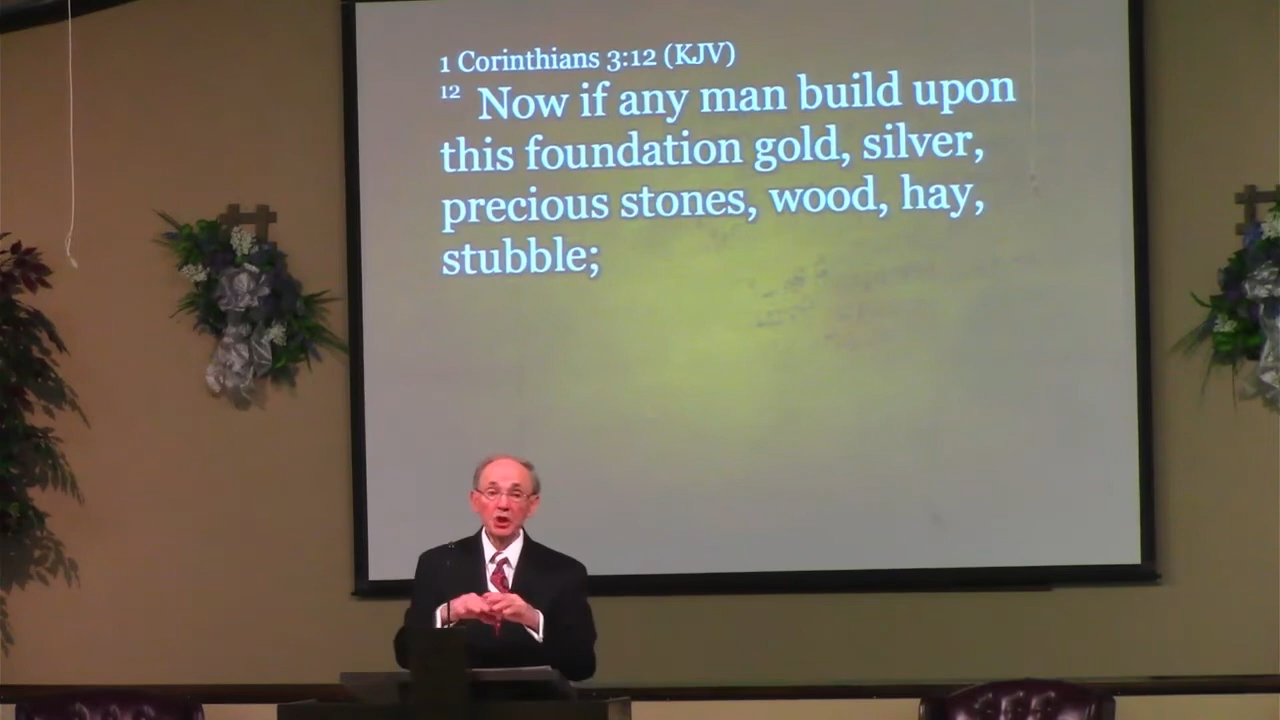 1 Corinthians 3:12 (KJV)
12 Now if any man build upon
this foundation gold, silver,
precious stones, wood, hay,
stubble;